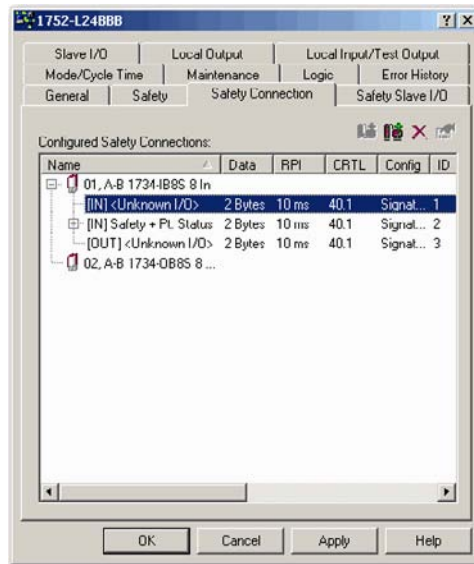 1752-L24BBB
Slave I/O Local Output Local Input/Test Output
Mode/Cycle Time Maintenance Logic Error History
General Safety Safety Connection Safety Slave I/O
Configured Safety Connections:
Name Data RPI CRTL Config ID
01, A-B 1734-IB8S 8 In
[IN] <Unknown I/O> 2 Bytes 10 ms 40.1 Signat... 1
[IN] Safety + Pt. Status 2 Bytes 10 ms 40.1 Signat... 2
[OUT] <Unknown I/O> 2 Bytes 10 ms 40.1 Signat... 3
02, A-B 1734-OB8S 8 ...
OK Cancel Apply Help